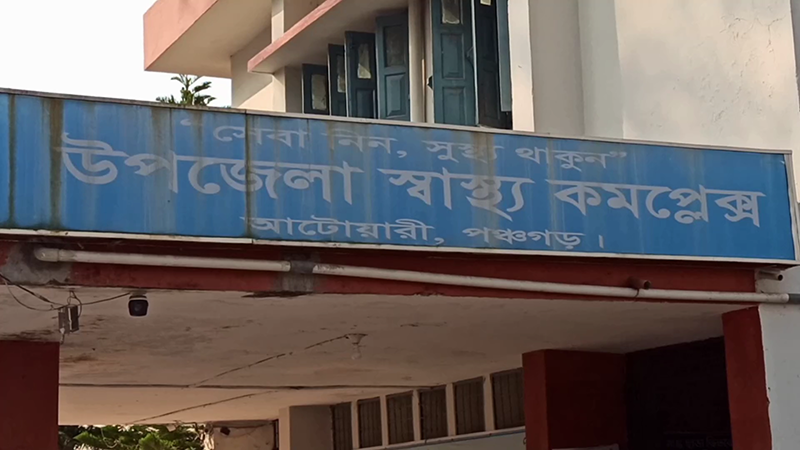 “সেবা নিন, সুস্থ্য থাকুন”
উপজেলা স্বাস্থ্য কমপ্লেক্স
আটোয়ারী, পঞ্চগড়।